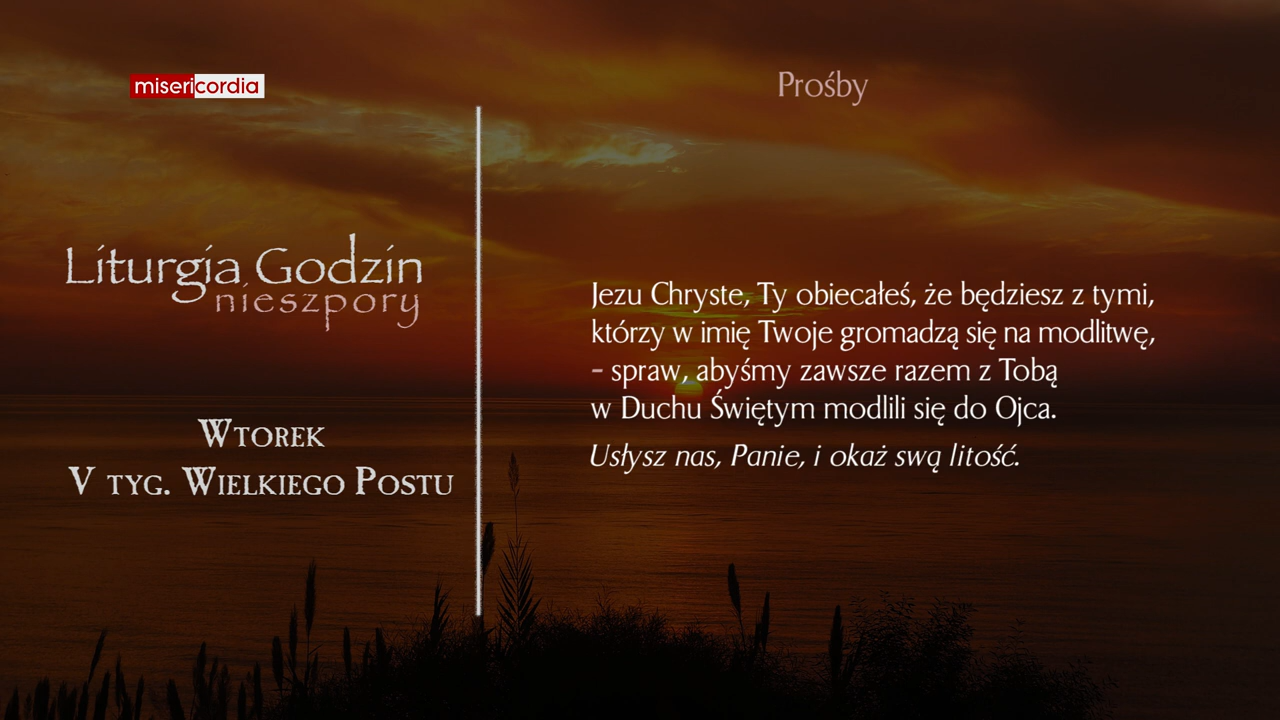 misericordia
Prośby
Liturgia Godzin
nieszpory
Wtorek
V tyg. Wielkiego Postu
Jezu Chryste, Ty obiecałeś, że będziesz z tymi,
którzy w imię Twoje gromadzą się na modlitwę,
– spraw, abyśmy zawsze razem z Tobą
w Duchu Świętym modlili się do Ojca.
Usłysz nas, Panie, i okaż swą litość.